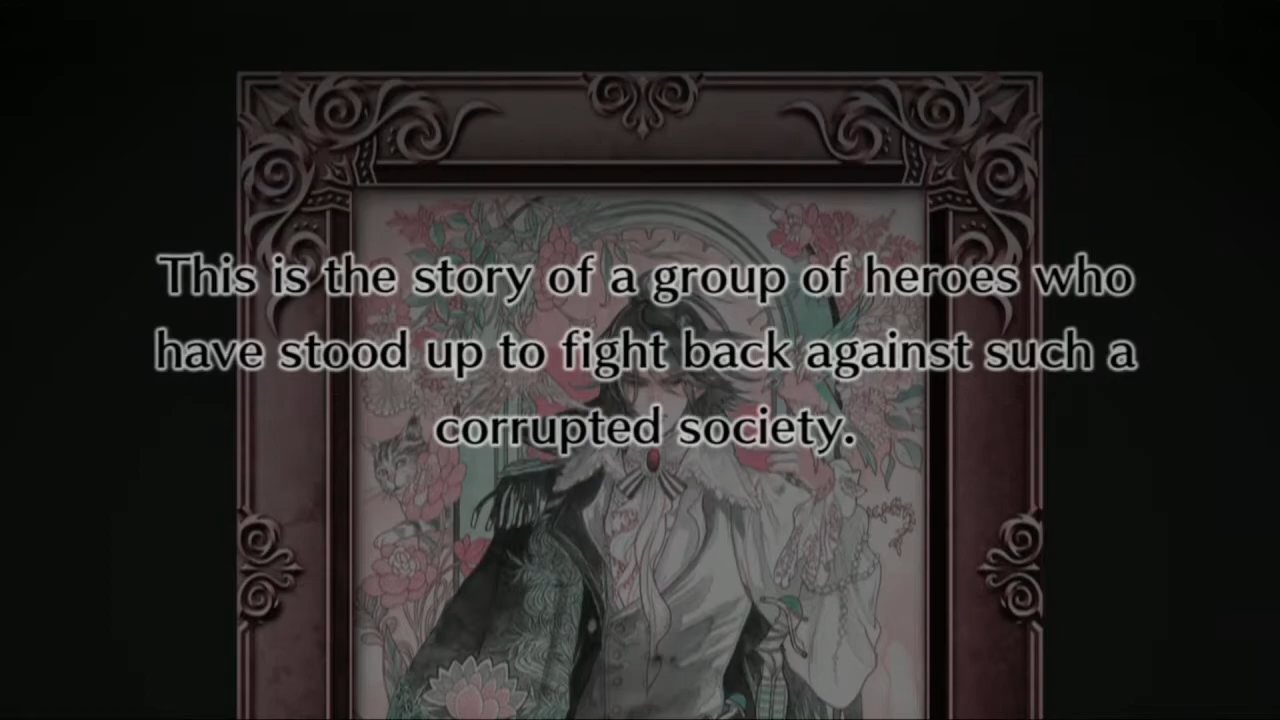 This is the story of a group of heroes who
have stood up to fight back against such a
corrupted society.